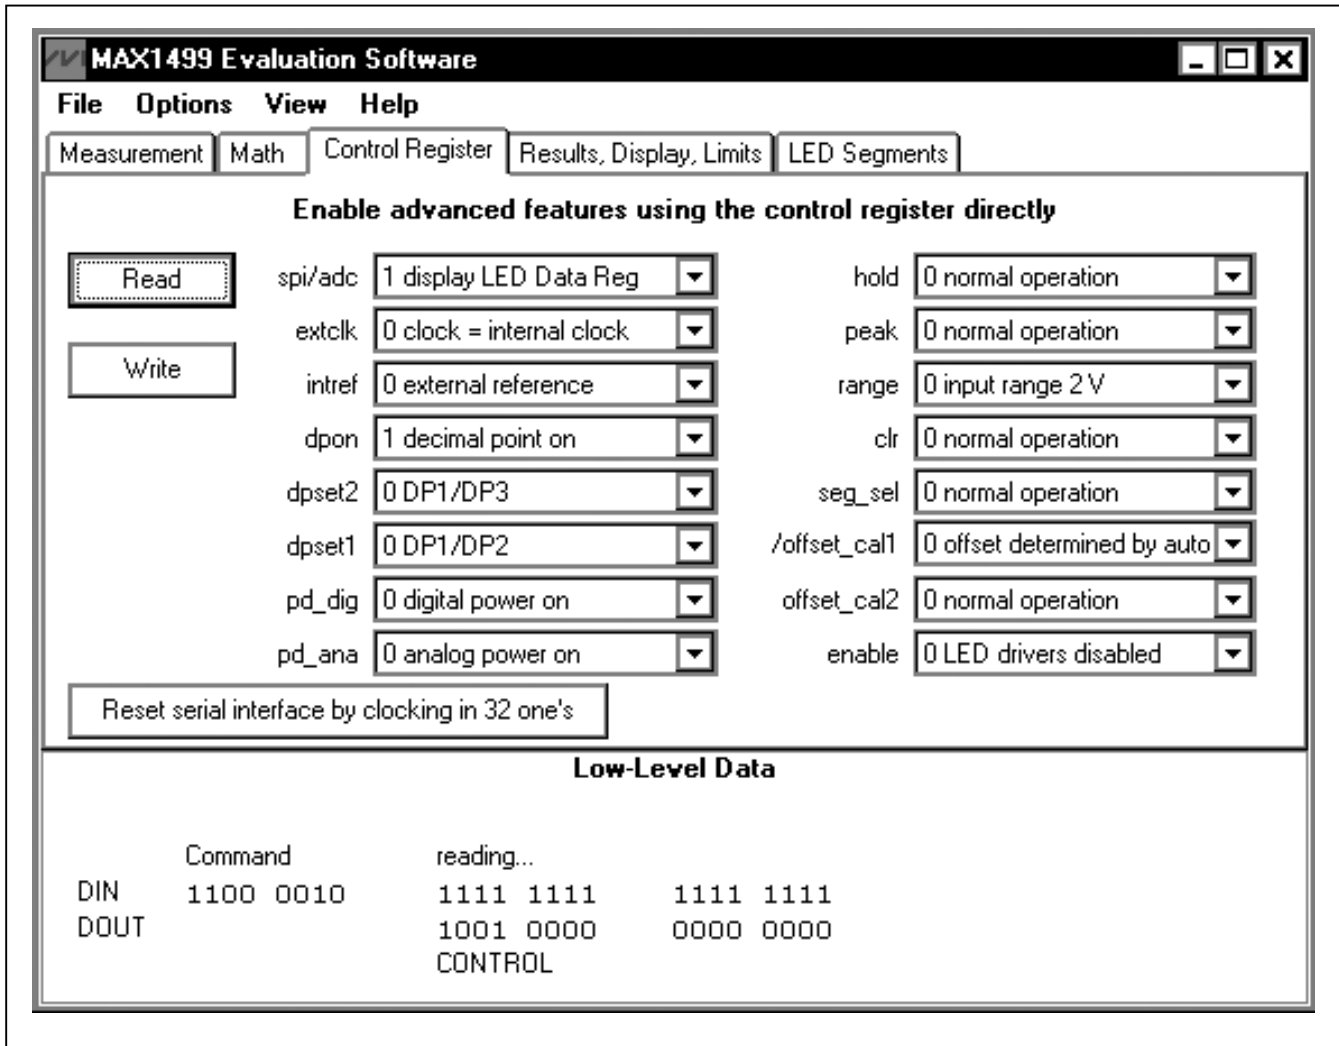 MAX1499 Evaluation Software
File Options View Help
Measurement Math Control Register Results, Display, Limits LED Segments
Enable advanced features using the control register directly
Read spi/adc 1 display LED Data Reg hold 0 normal operation
extclk 0 clock = internal clock peak 0 normal operation
Write intref 0 external reference range 0 input range 2 V
dpon 1 decimal point on clr 0 normal operation
dpset2 0 DP1/DP3 seg_sel 0 normal operation
dpset1 0 DP1/DP2 /offset_cal1 0 offset determined by auto
pd_dig 0 digital power on offset_cal2 0 normal operation
pd_ana 0 analog power on enable 0 LED drivers disabled
Reset serial interface by clocking in 32 one's
Low-Level Data
Command reading...
DIN 1100 0010 1111 1111 1111 1111
DOUT 1001 0000 0000 0000
CONTROL